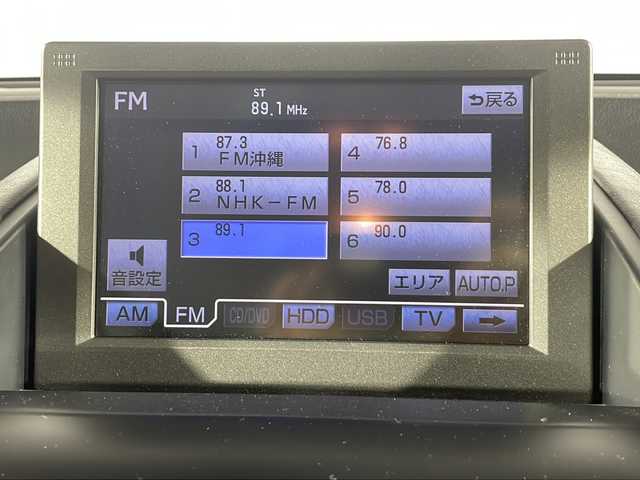 FM
ST
89.1 MHz
戻る
1 87.3 FM沖縄
4 76.8
2 88.1 NHK－FM
5 78.0
3 89.1
6 90.0
音設定
エリア
AUTO.P
AM
FM
CD/DVD
HDD
USB
TV